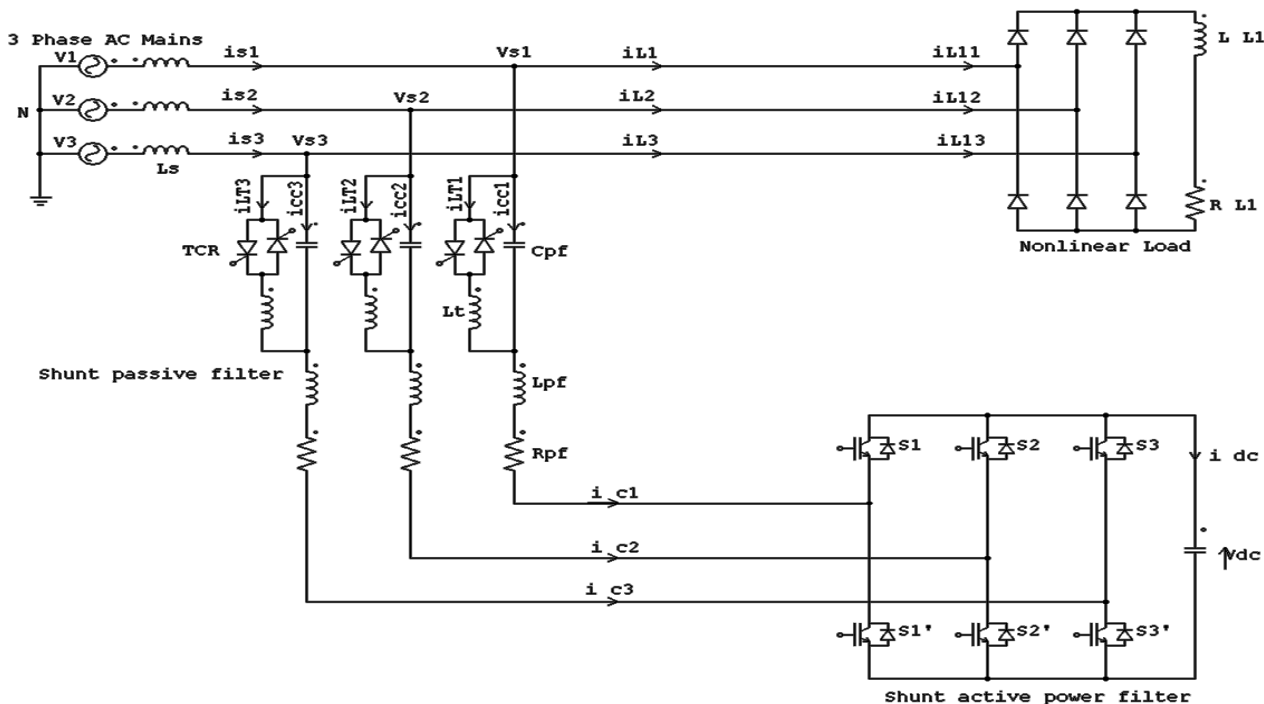 3 Phase AC Mains
V1
is1
Vs1
iL1
iL11
L L1
N
V2
is2
Vs2
iL2
iL12
V3
is3
Vs3
iL3
iL13
Ls
iLT3
icc3
iLT2
icc2
iLT1
icc1
R L1
Nonlinear Load
TCR
Cpf
Lt
Shunt passive filter
Lpf
Rpf
S1
S2
S3
i dc
i c1
i c2
Vdc
i c3
S1'
S2'
S3'
Shunt active power filter